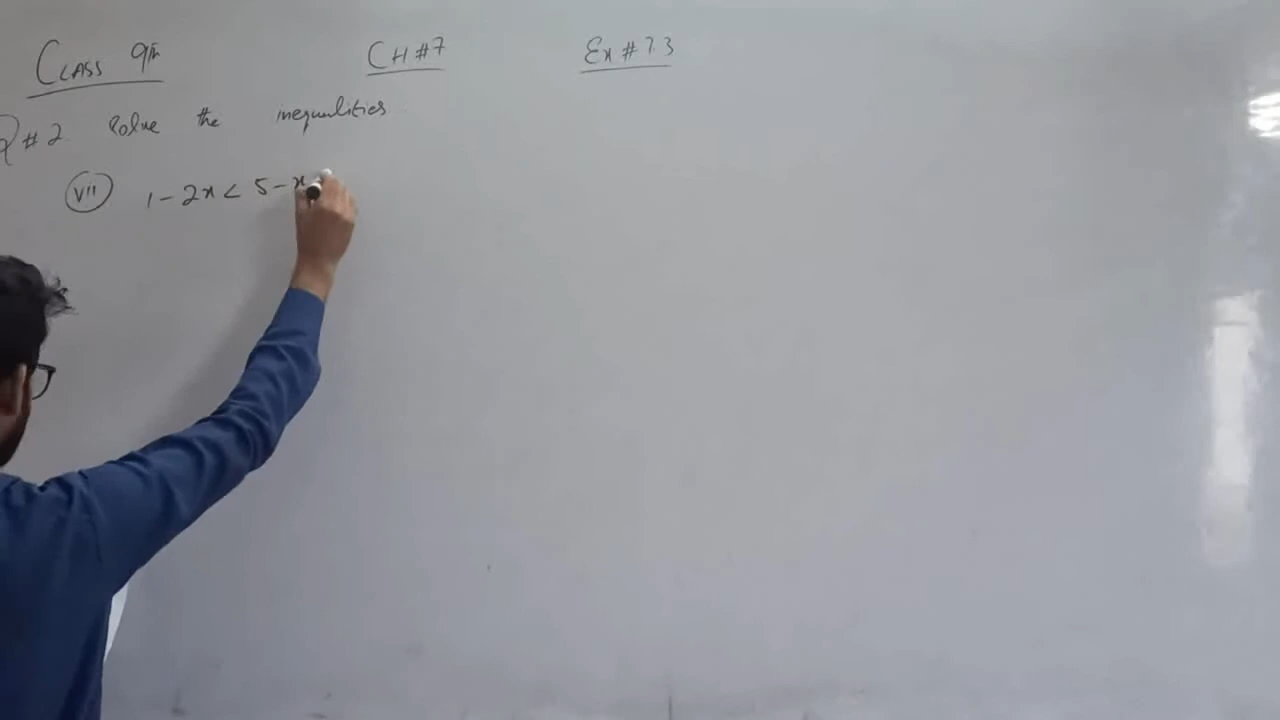 CLASS 9th CH #7 Ex # 7.3
Q # 2 Solve the inequalities
vii 1 - 2x < 5 - x